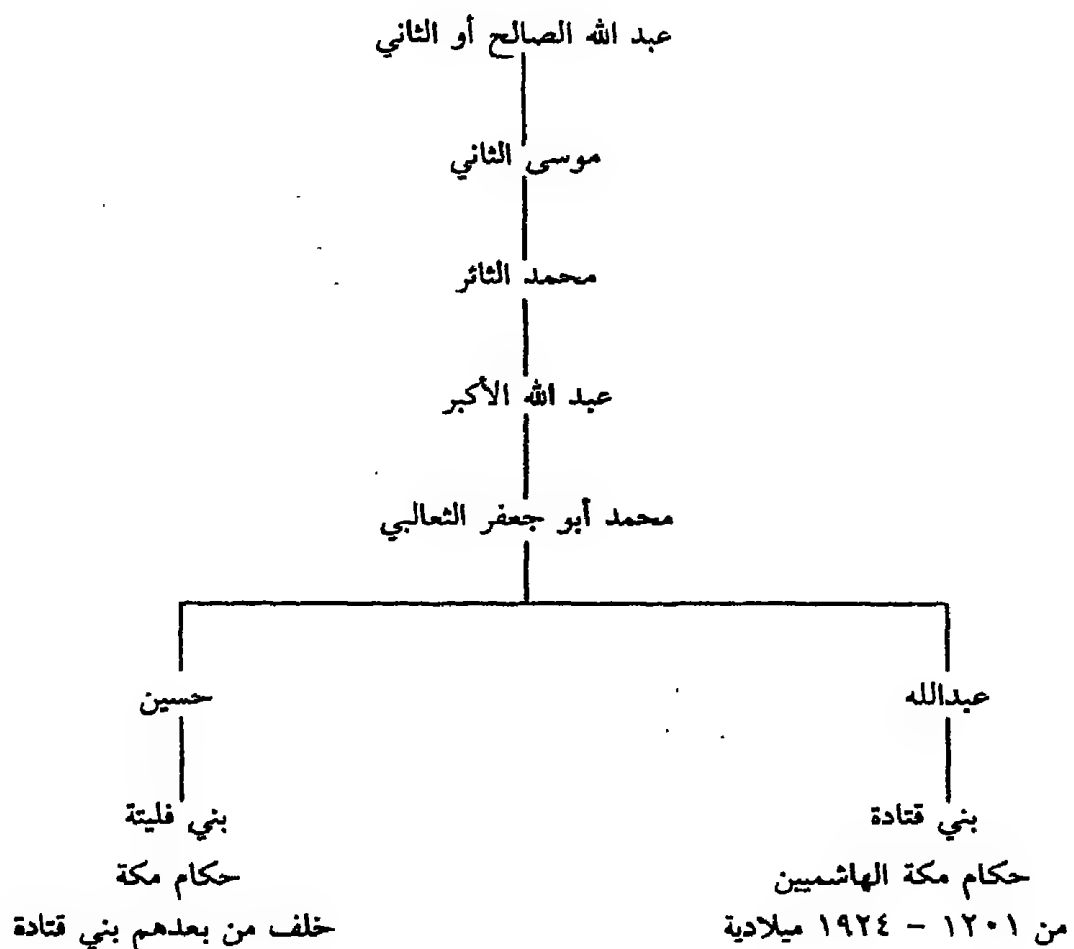 عبد الله الصالح أو الثاني
موسى الثاني
محمد الثائر
عبد الله الأكبر
محمد أبو جعفر الثعالبي
عبدالله
حسين
بني قتادة
بني فليتة
حكام مكة الهاشميين
حكام مكة
من ١٢٠١ - ١٩٢٤ ميلادية
خلف من بعدهم بني قتادة